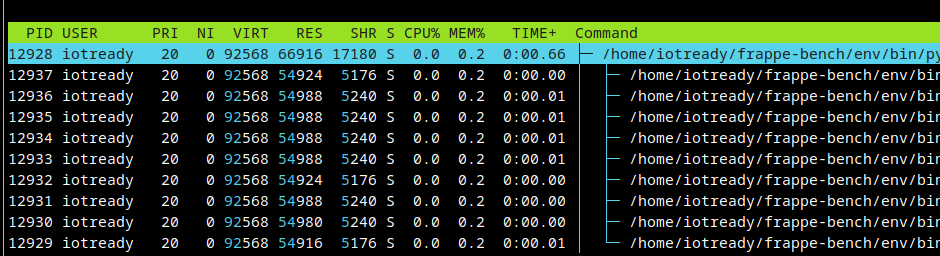 PID USER PRI NI VIRT RES SHR S CPU% MEM% TIME+ Command
12928 iotready 20 0 92568 66916 17180 S 0.0 0.2 0:00.66 /home/iotready/frappe-bench/env/bin/py
12937 iotready 20 0 92568 54924 5176 S 0.0 0.2 0:00.00 /home/iotready/frappe-bench/env/bin
12936 iotready 20 0 92568 54988 5240 S 0.0 0.2 0:00.01 /home/iotready/frappe-bench/env/bin
12935 iotready 20 0 92568 54988 5240 S 0.0 0.2 0:00.01 /home/iotready/frappe-bench/env/bin
12934 iotready 20 0 92568 54988 5240 S 0.0 0.2 0:00.01 /home/iotready/frappe-bench/env/bin
12933 iotready 20 0 92568 54988 5240 S 0.0 0.2 0:00.01 /home/iotready/frappe-bench/env/bin
12932 iotready 20 0 92568 54924 5176 S 0.0 0.2 0:00.00 /home/iotready/frappe-bench/env/bin
12931 iotready 20 0 92568 54988 5240 S 0.0 0.2 0:00.00 /home/iotready/frappe-bench/env/bin
12930 iotready 20 0 92568 54980 5240 S 0.0 0.2 0:00.00 /home/iotready/frappe-bench/env/bin
12929 iotready 20 0 92568 54916 5176 S 0.0 0.2 0:00.01 /home/iotready/frappe-bench/env/bin